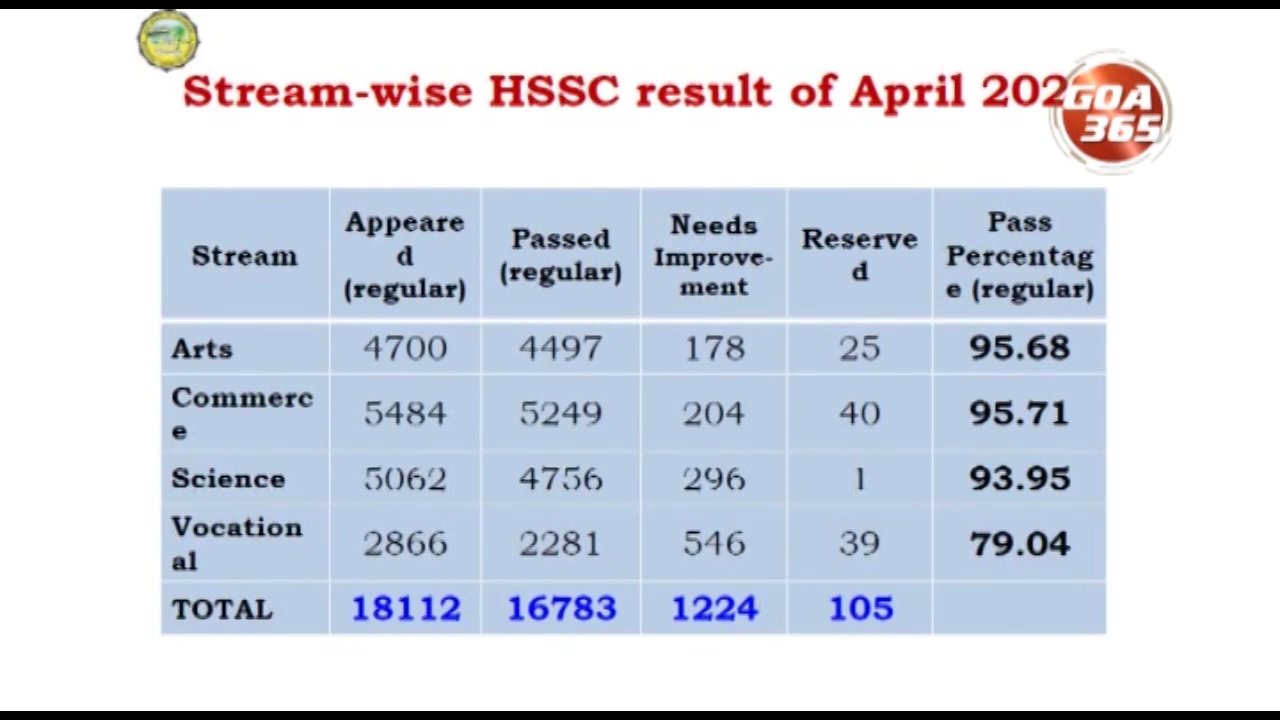 Stream-wise HSSC result of April 202
GOA
365
Stream
Appeare
d
(regular)
Passed
(regular)
Needs
Improve-
ment
Reserve
d
Pass
Percentag
e (regular)
Arts 4700 4497 178 25 95.68
Commerc
e
5484 5249 204 40 95.71
Science 5062 4756 296 1 93.95
Vocation
al
2866 2281 546 39 79.04
TOTAL 18112 16783 1224 105